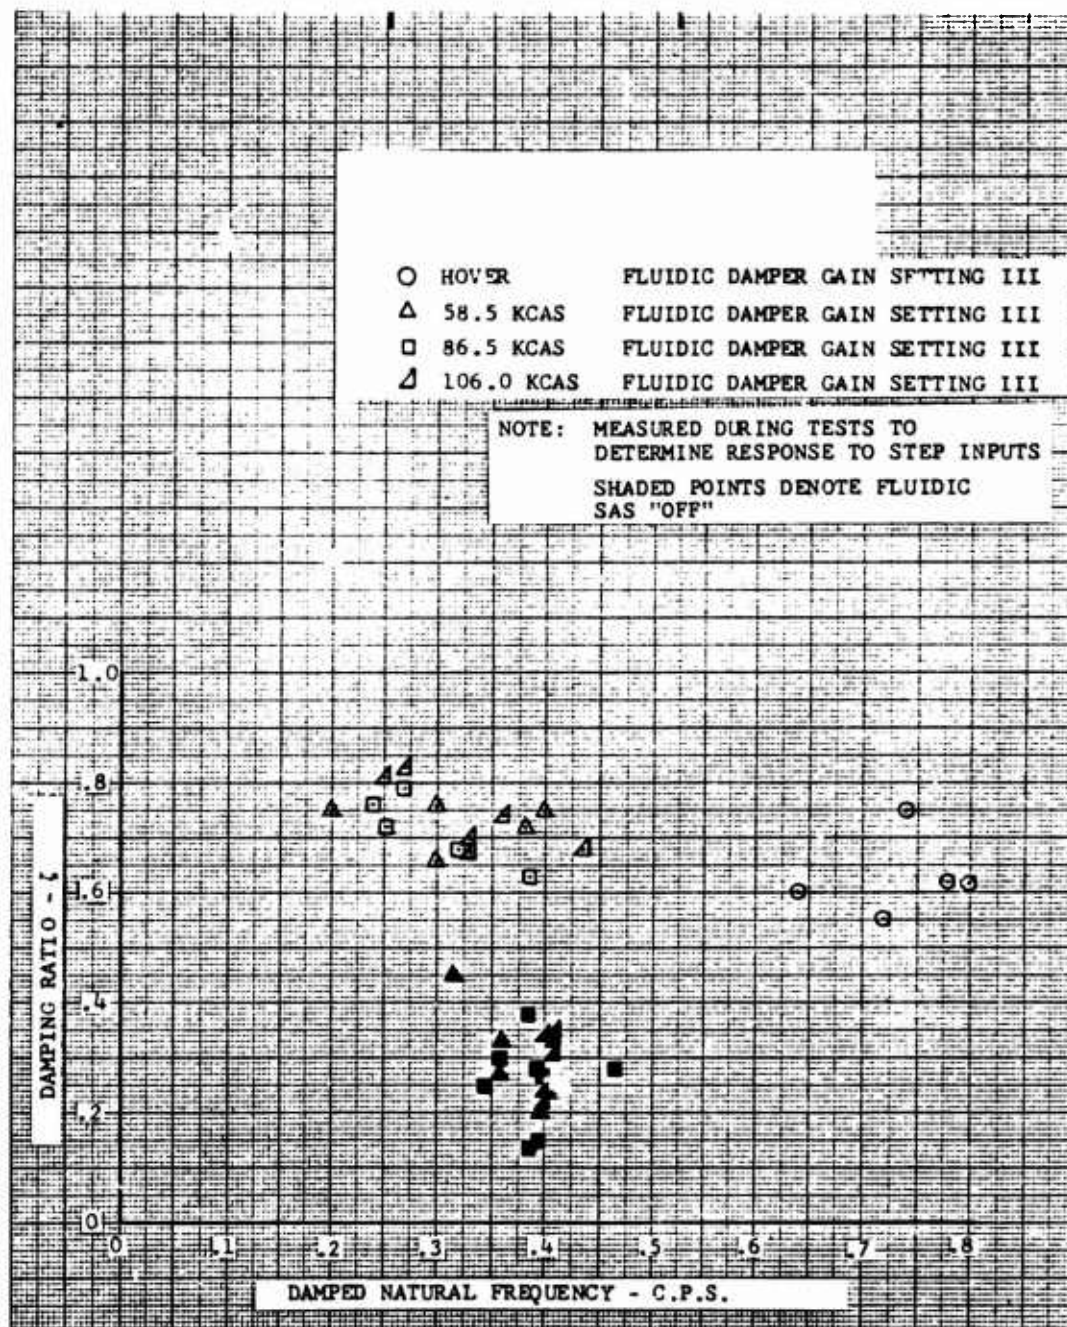 ○ HOVER FLUIDIC DAMPER GAIN SETTING III
△ 58.5 KCAS FLUIDIC DAMPER GAIN SETTING III
□ 86.5 KCAS FLUIDIC DAMPER GAIN SETTING III
⊿ 106.0 KCAS FLUIDIC DAMPER GAIN SETTING III
NOTE: MEASURED DURING TESTS TO
DETERMINE RESPONSE TO STEP INPUTS
SHADED POINTS DENOTE FLUIDIC
SAS "OFF"
1.0
.8
.6
.4
.2
0
DAMPING RATIO - ζ
0 .1 .2 .3 .4 .5 .6 .7 .8
DAMPED NATURAL FREQUENCY - C.P.S.